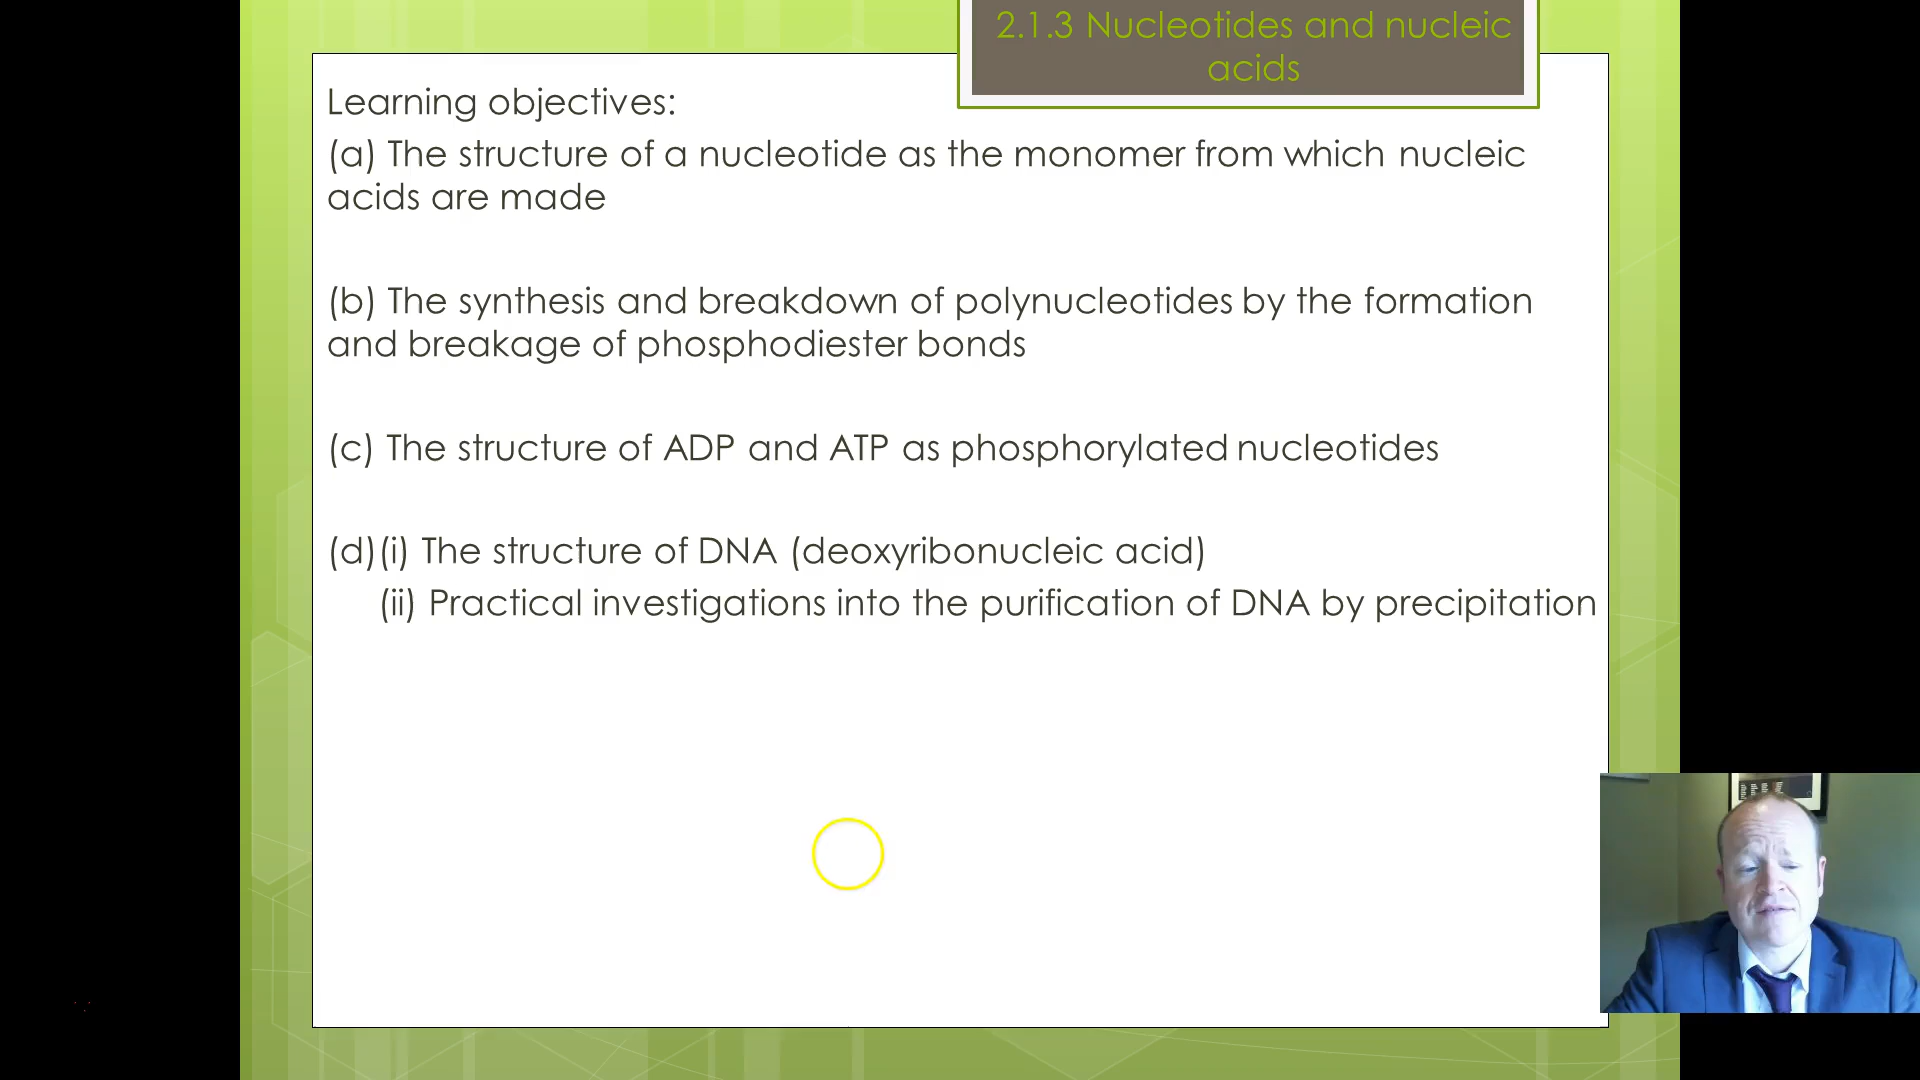 2.1.3 Nucleotides and nucleic
acids
Learning objectives:
(a) The structure of a nucleotide as the monomer from which nucleic
acids are made
(b) The synthesis and breakdown of polynucleotides by the formation
and breakage of phosphodiester bonds
(c) The structure of ADP and ATP as phosphorylated nucleotides
(d)(i) The structure of DNA (deoxyribonucleic acid)
(ii) Practical investigations into the purification of DNA by precipitation